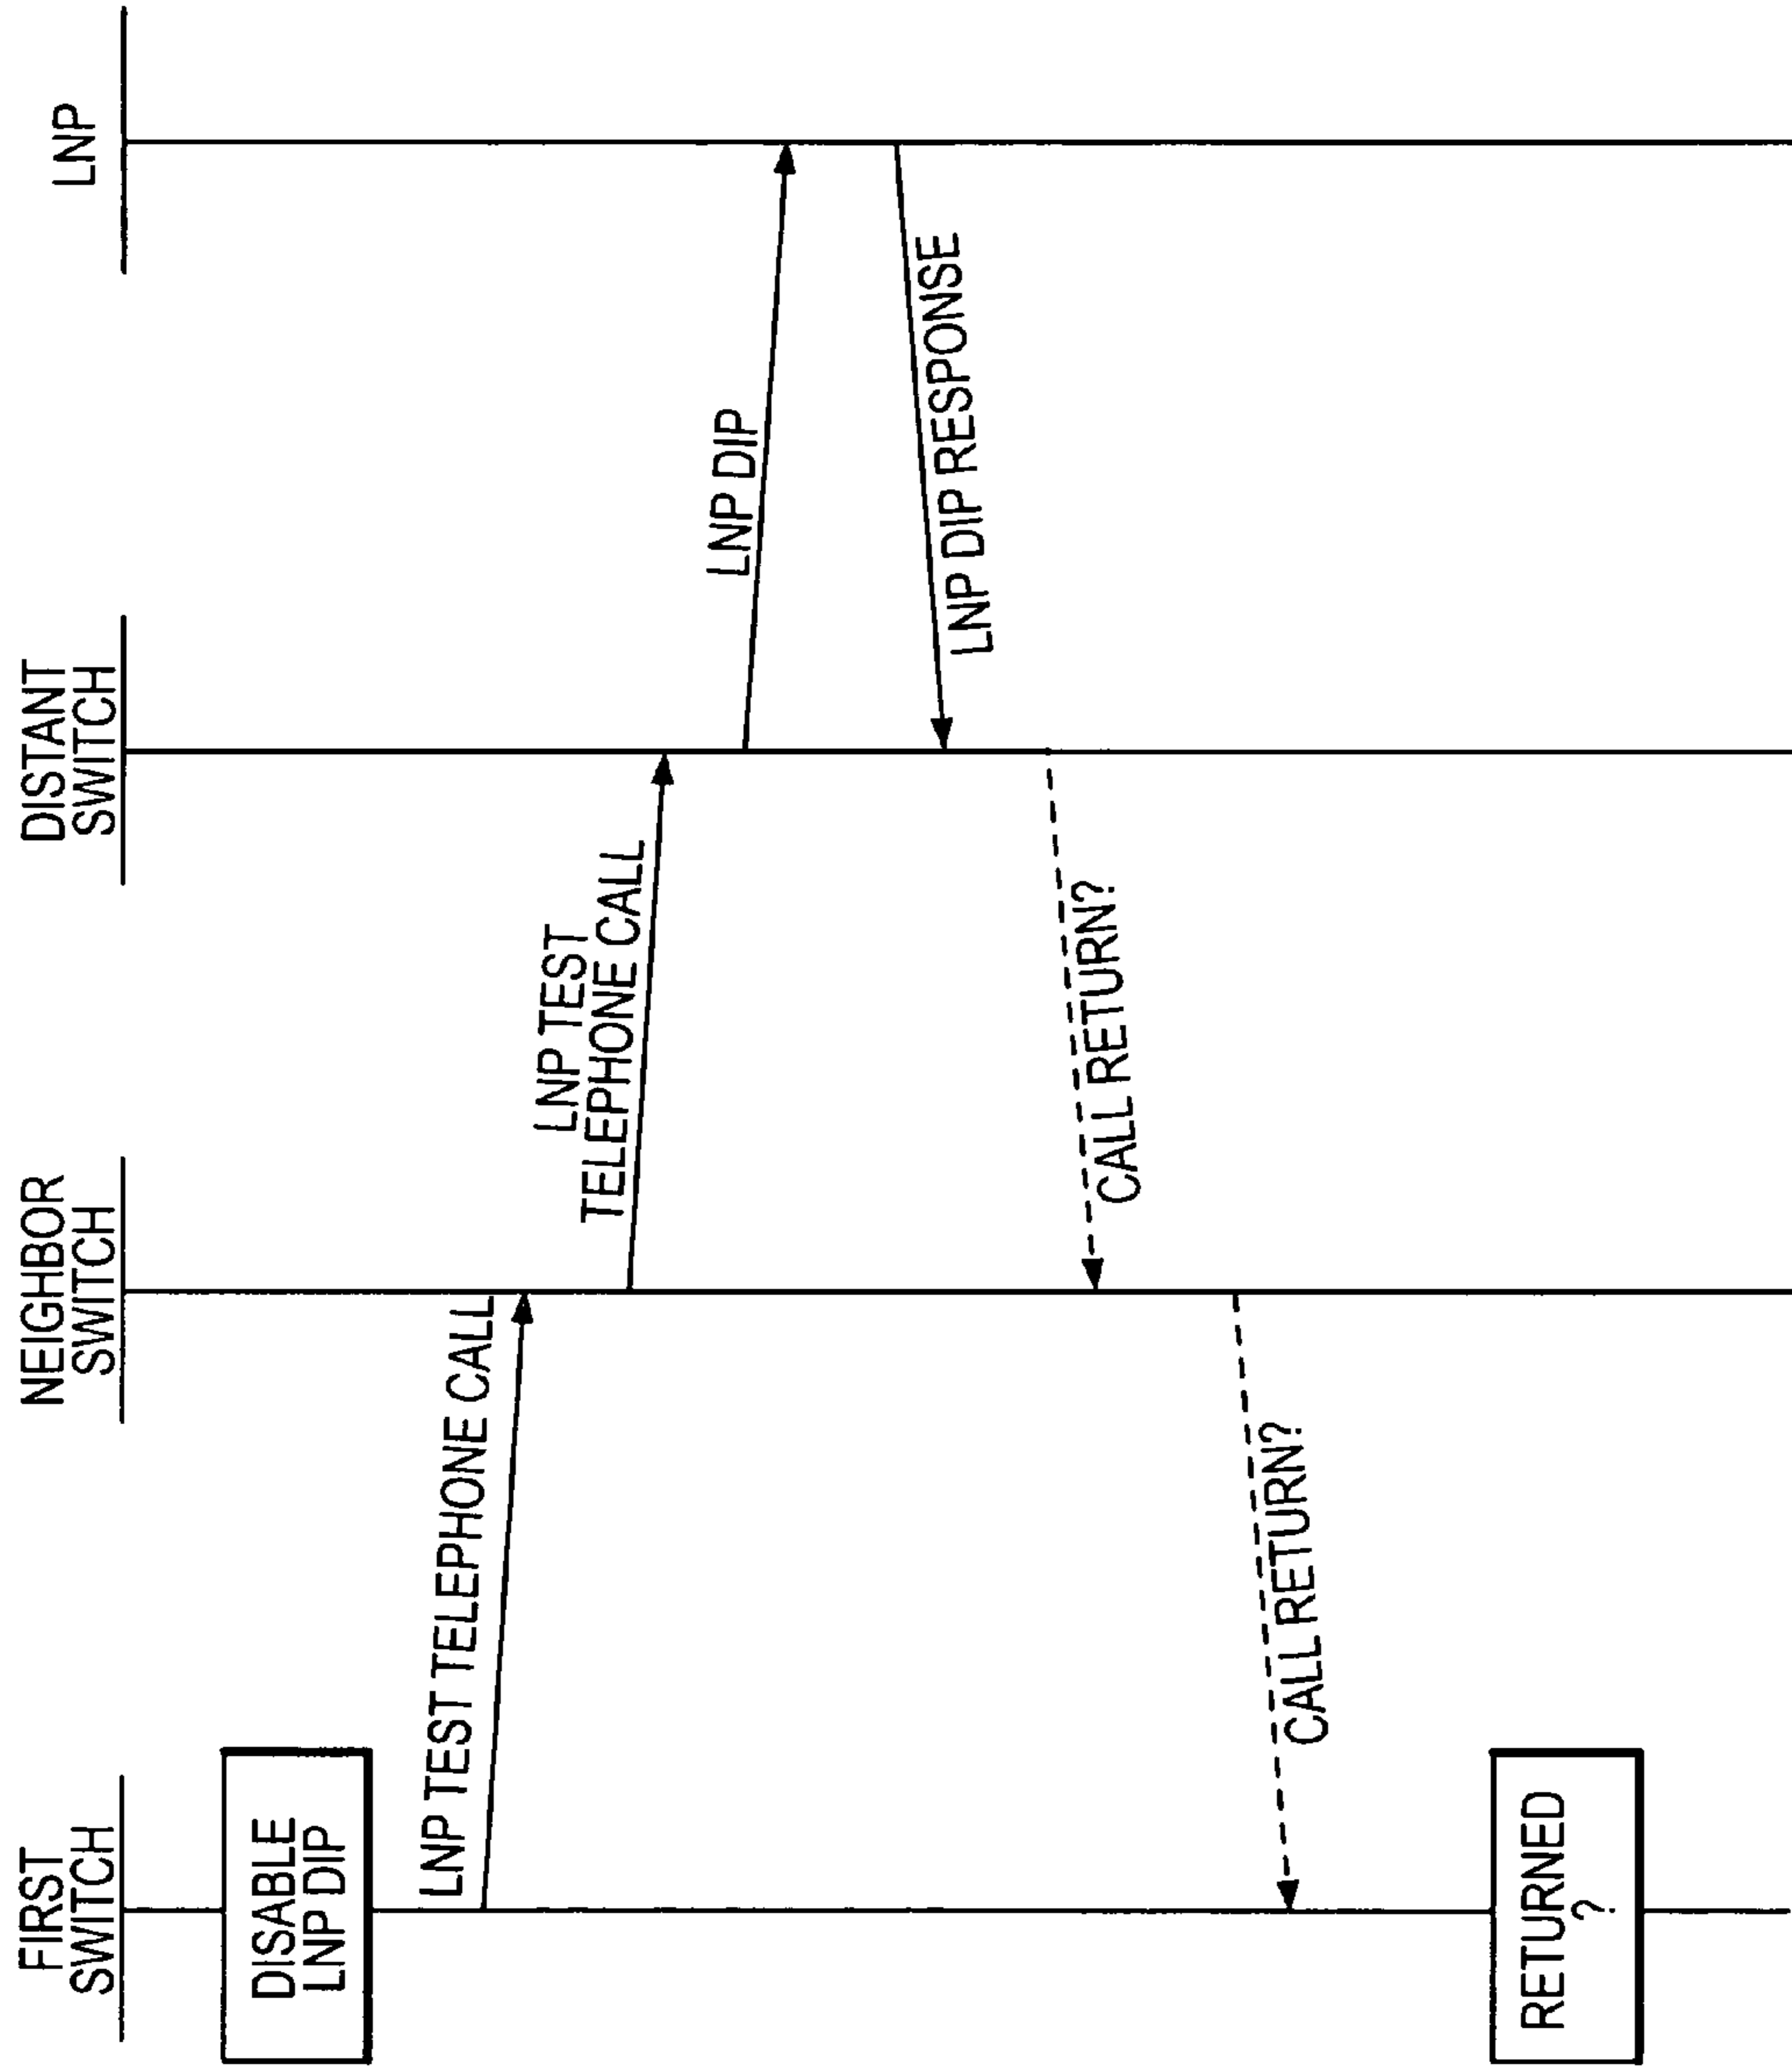 FIRST
SWITCH
NEIGHBOR
SWITCH
DISTANT
SWITCH
LNP
DISABLE
LNP DIP
LNP TEST TELEPHONE CALL
LNP TEST
TELEPHONE CALL
LNP DIP
LNP DIP RESPONSE
CALL RETURN?
CALL RETURN?
RETURNED
?